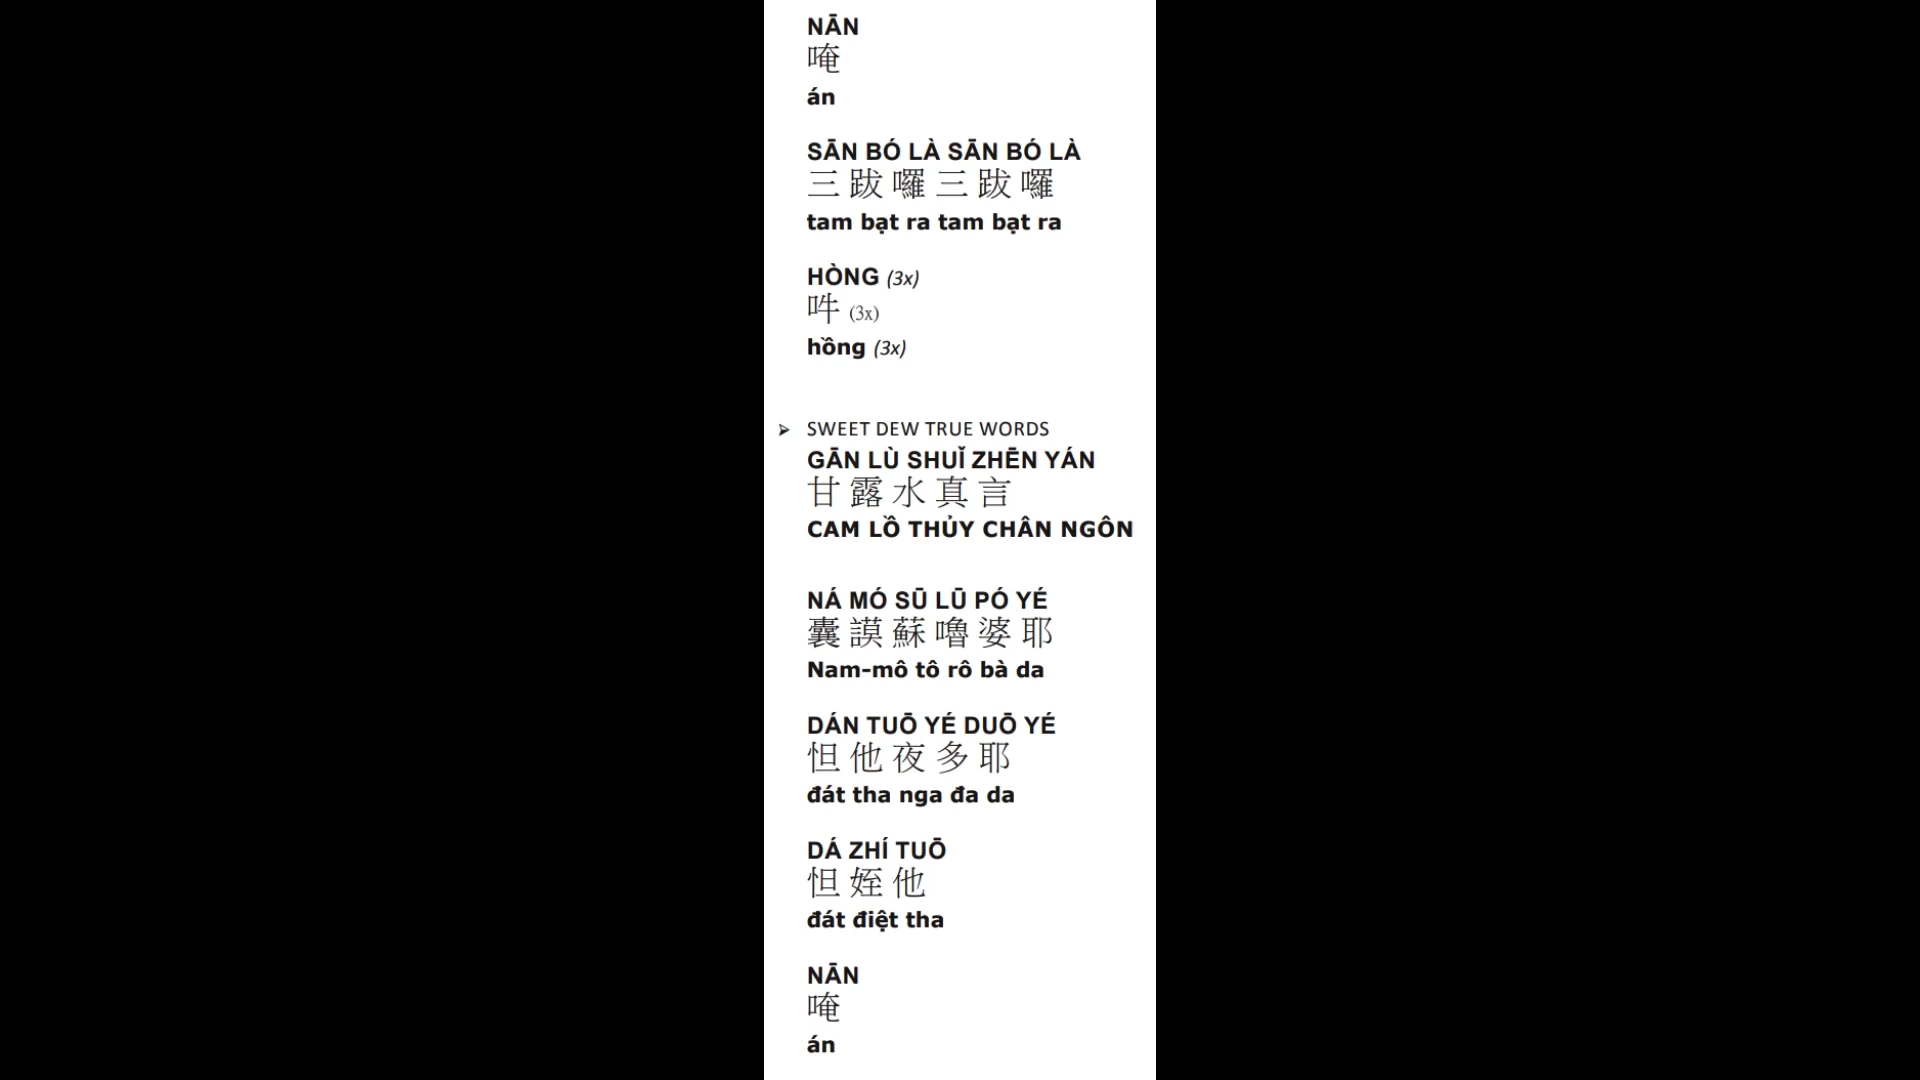 NĀN
唵
án
SĀN BÓ LÀ SĀN BÓ LÀ
三 跋 囉 三 跋 囉
tam bạt ra tam bạt ra
HÒNG (3x)
吽 (3x)
hồng (3x)
➢ SWEET DEW TRUE WORDS
GĀN LÙ SHUǏ ZHĒN YÁN
甘 露 水 真 言
CAM LỒ THỦY CHÂN NGÔN
NÁ MÓ SŪ LŪ PÓ YÉ
囊 謨 蘇 嚕 婆 耶
Nam-mô tô rô bà da
DÁN TUŌ YÉ DUŌ YÉ
怛 他 夜 多 耶
đát tha nga đa da
DÁ ZHÍ TUŌ
怛 姪 他
đát điệt tha
NĀN
唵
án